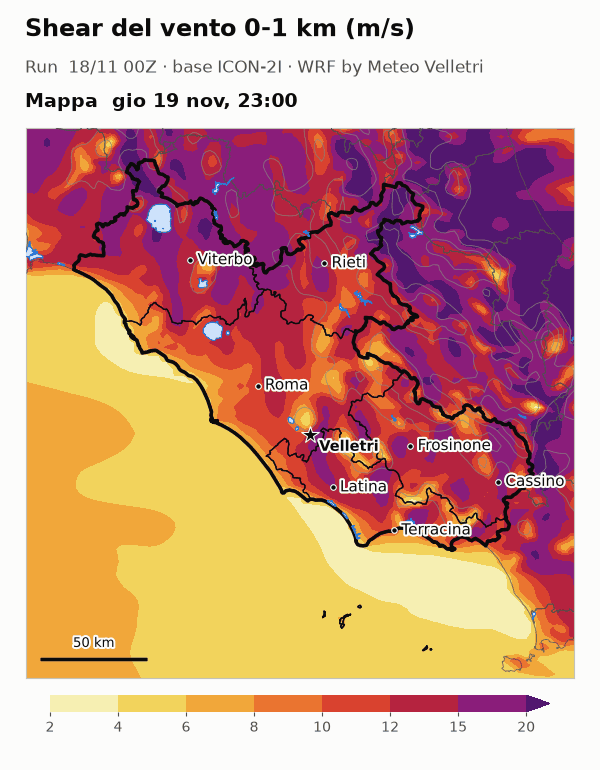 Shear del vento 0-1 km (m/s)
Run  18/11 00Z · base ICON-2I · WRF by Meteo Velletri
Mappa  gio 19 nov, 23:00
Viterbo
Rieti
Roma
Velletri
Frosinone
Cassino
Latina
Terracina
50 km
2 4 6 8 10 12 15 20